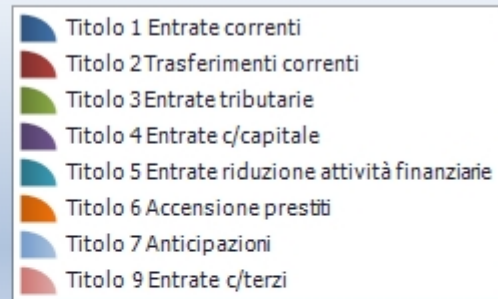 Titolo 1 Entrate correnti
Titolo 2 Trasferimenti correnti
Titolo 3 Entrate tributarie
Titolo 4 Entrate c/capitale
Titolo 5 Entrate riduzione attività finanziarie
Titolo 6 Accensione prestiti
Titolo 7 Anticipazioni
Titolo 9 Entrate c/terzi